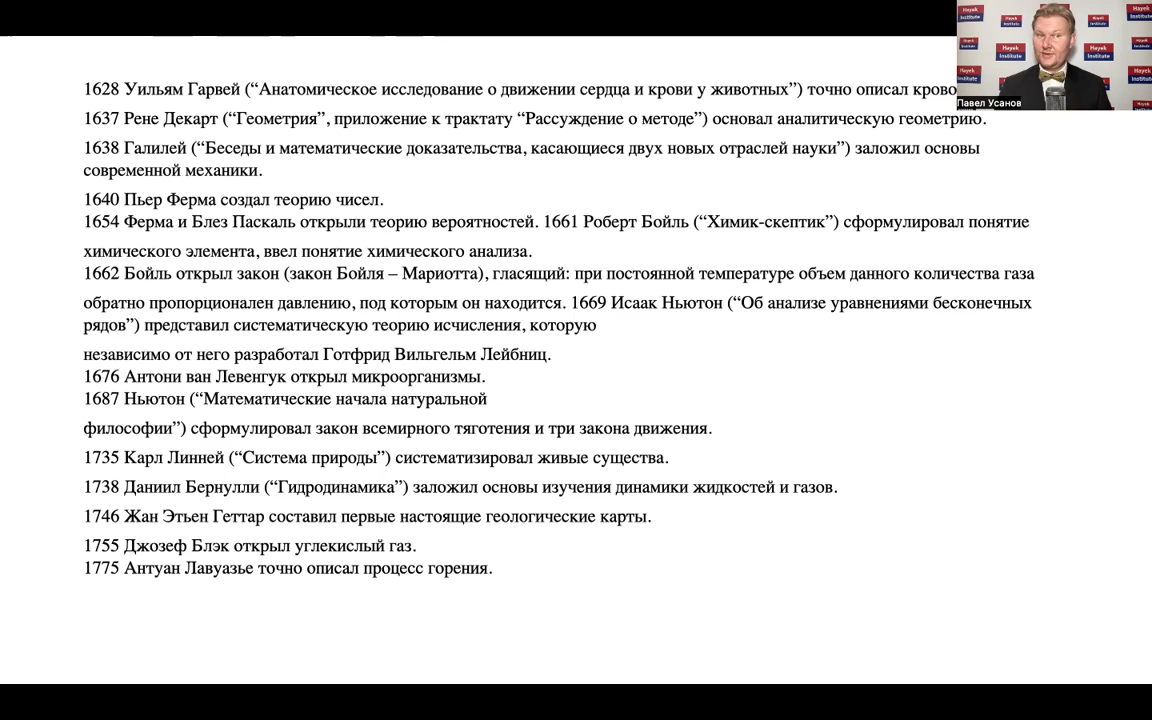 1628 Уильям Гарвей (“Анатомическое исследование о движении сердца и крови у животных”) точно описал
1637 Рене Декарт (“Геометрия”, приложение к трактату “Рассуждение о методе”) основал аналитическую геометрию.
1638 Галилей (“Беседы и математические доказательства, касающиеся двух новых отраслей науки”) заложил основы
современной механики.
1640 Пьер Ферма создал теорию чисел.
1654 Ферма и Блез Паскаль открыли теорию вероятностей. 1661 Роберт Бойль (“Химик-скептик”) сформулировал понятие
химического элемента, ввел понятие химического анализа.
1662 Бойль открыл закон (закон Бойля – Мариотта), гласящий: при постоянной температуре объем данного количества газа
обратно пропорционален давлению, под которым он находится. 1669 Исаак Ньютон (“Об анализе уравнениями бесконечных
рядов”) представил систематическую теорию исчисления, которую
независимо от него разработал Готфрид Вильгельм Лейбниц.
1676 Антони ван Левенгук открыл микроорганизмы.
1687 Ньютон (“Математические начала натуральной
философии”) сформулировал закон всемирного тяготения и три закона движения.
1735 Карл Линней (“Система природы”) систематизировал живые существа.
1738 Даниил Бернулли (“Гидродинамика”) заложил основы изучения динамики жидкостей и газов.
1746 Жан Этьен Геттар составил первые настоящие геологические карты.
1755 Джозеф Блэк открыл углекислый газ.
1775 Антуан Лавуазье точно описал процесс горения.
Hayek Institute
Павел Усанов